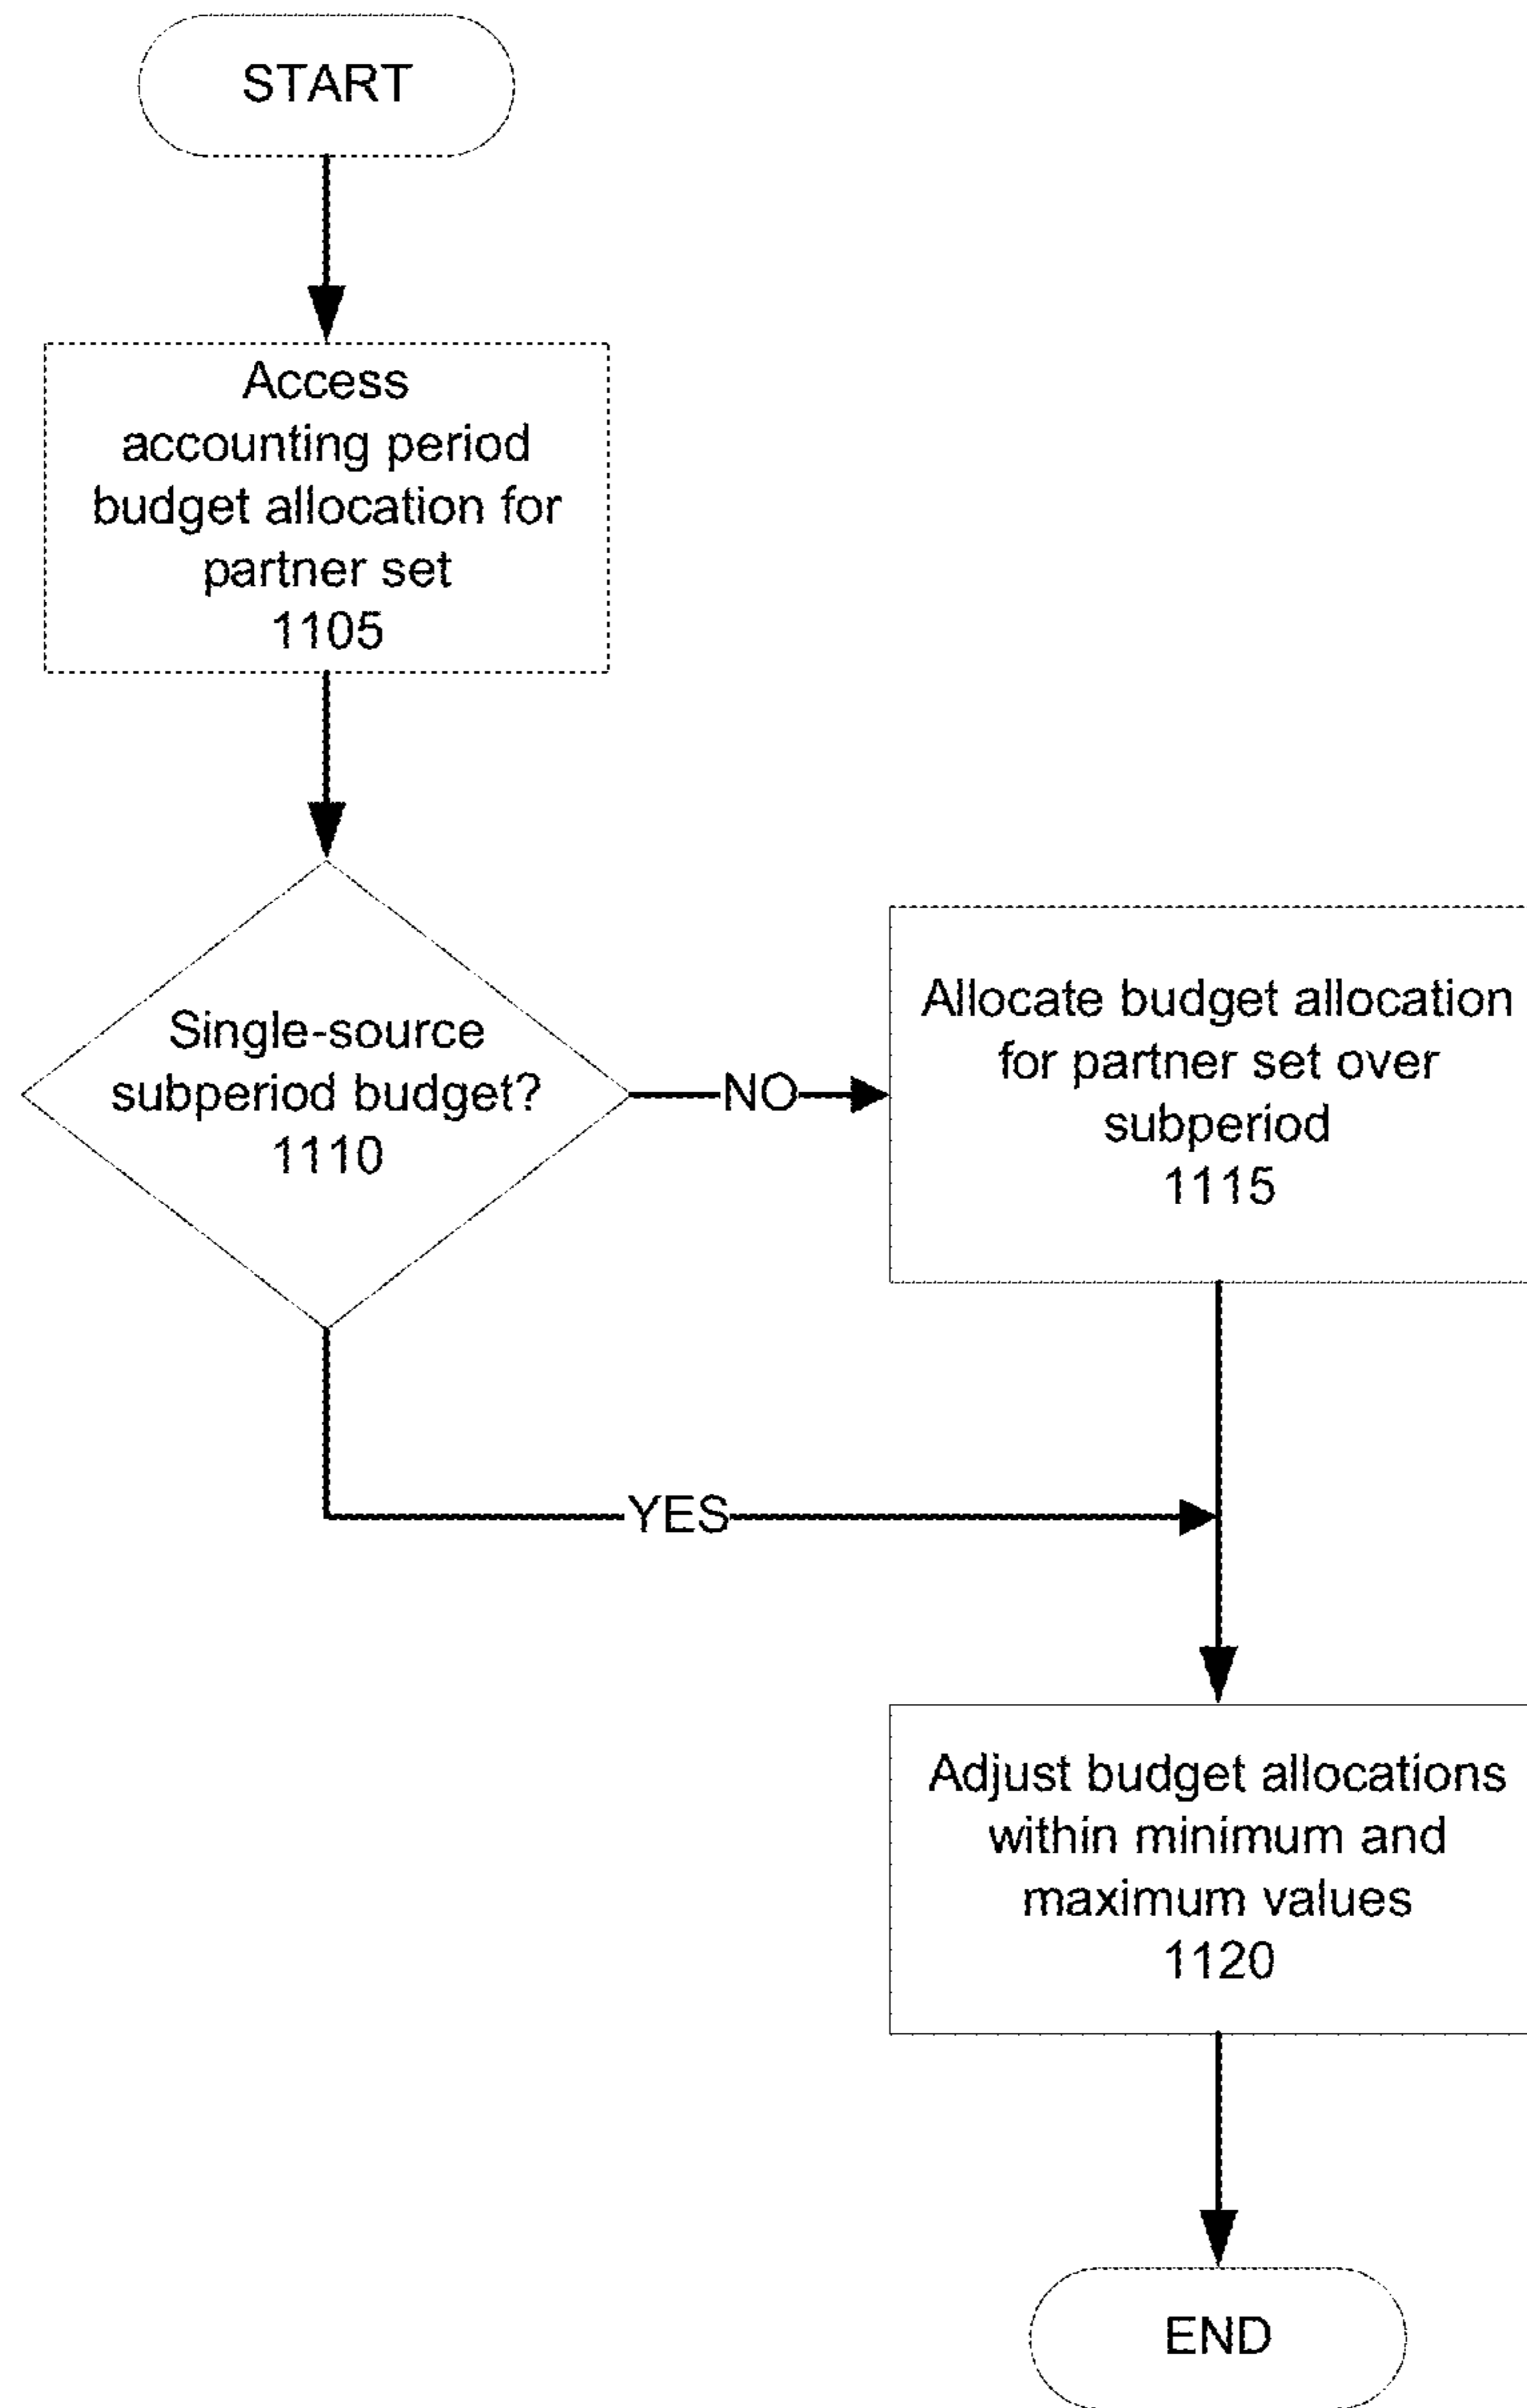 START
Access
accounting period
budget allocation for
partner set
1105
Single-source
subperiod budget?
1110
NO
Allocate budget allocation
for partner set over
subperiod
1115
YES
Adjust budget allocations
within minimum and
maximum values
1120
END